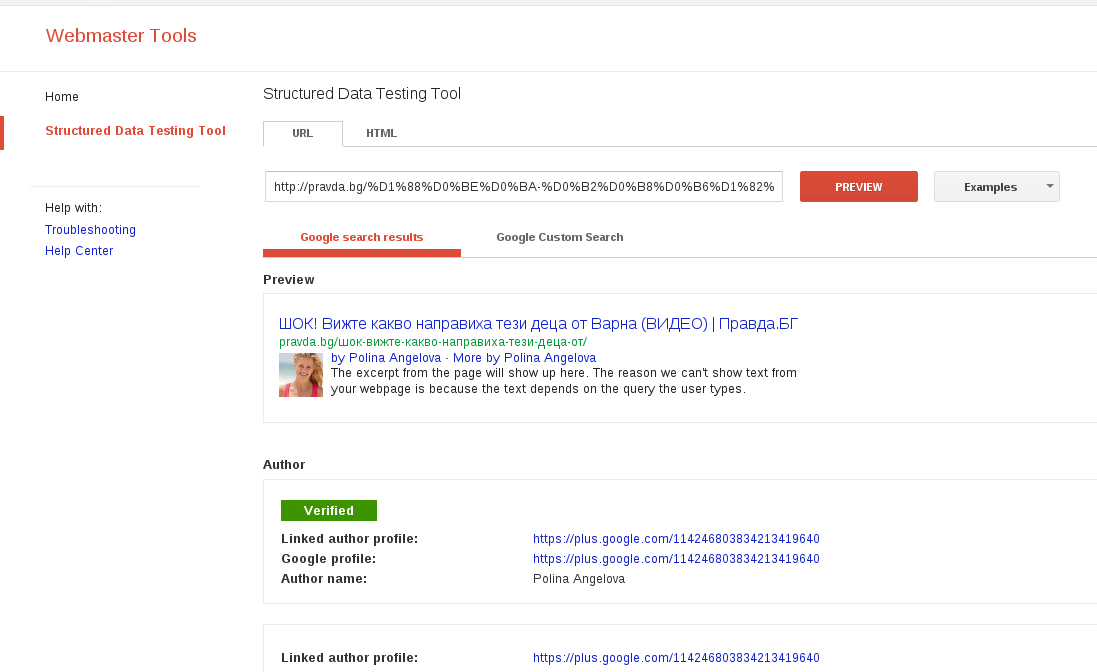 Webmaster Tools
Home
Structured Data Testing Tool
Help with:
Troubleshooting
Help Center
Structured Data Testing Tool
URL HTML
http://pravda.bg/%D1%88%D0%BE%D0%BA-%D0%B2%D0%B8%D0%B6%D1%82% PREVIEW Examples
Google search results Google Custom Search
Preview
ШОК! Вижте какво направиха тези деца от Варна (ВИДЕО) | Правда.БГ
pravda.bg/шок-вижте-какво-направиха-тези-деца-от/
by Polina Angelova - More by Polina Angelova
The excerpt from the page will show up here. The reason we can't show text from
your webpage is because the text depends on the query the user types.
Author
Verified
Linked author profile: https://plus.google.com/114246803834213419640
Google profile: https://plus.google.com/114246803834213419640
Author name: Polina Angelova
Linked author profile: https://plus.google.com/114246803834213419640